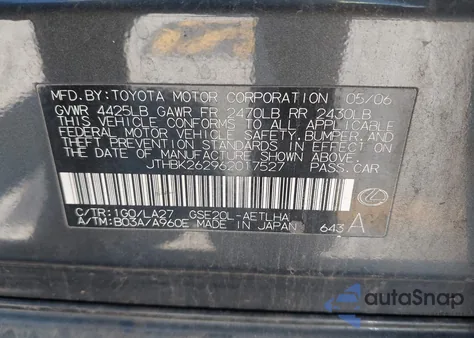 MFD.BY: TOYOTA MOTOR CORPORATION 05/06
GVWR 4425LB GAWR FR 2470LB RR 2430LB
THIS VEHICLE CONFORMS TO ALL APPLICABLE
FEDERAL MOTOR VEHICLE SAFETY, BUMPER, AND
THEFT PREVENTION STANDARDS IN EFFECT ON
THE DATE OF MANUFACTURE SHOWN ABOVE.
JTHBK262962017527 PASS.CAR
C/TR: 1G0/LA27 GSE20L-AETLHA
A/TM: B03A/A960E MADE IN JAPAN 643 A
autoSnap